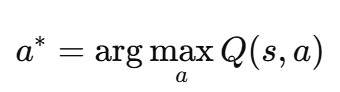 a* = arg max_a Q(s, a)